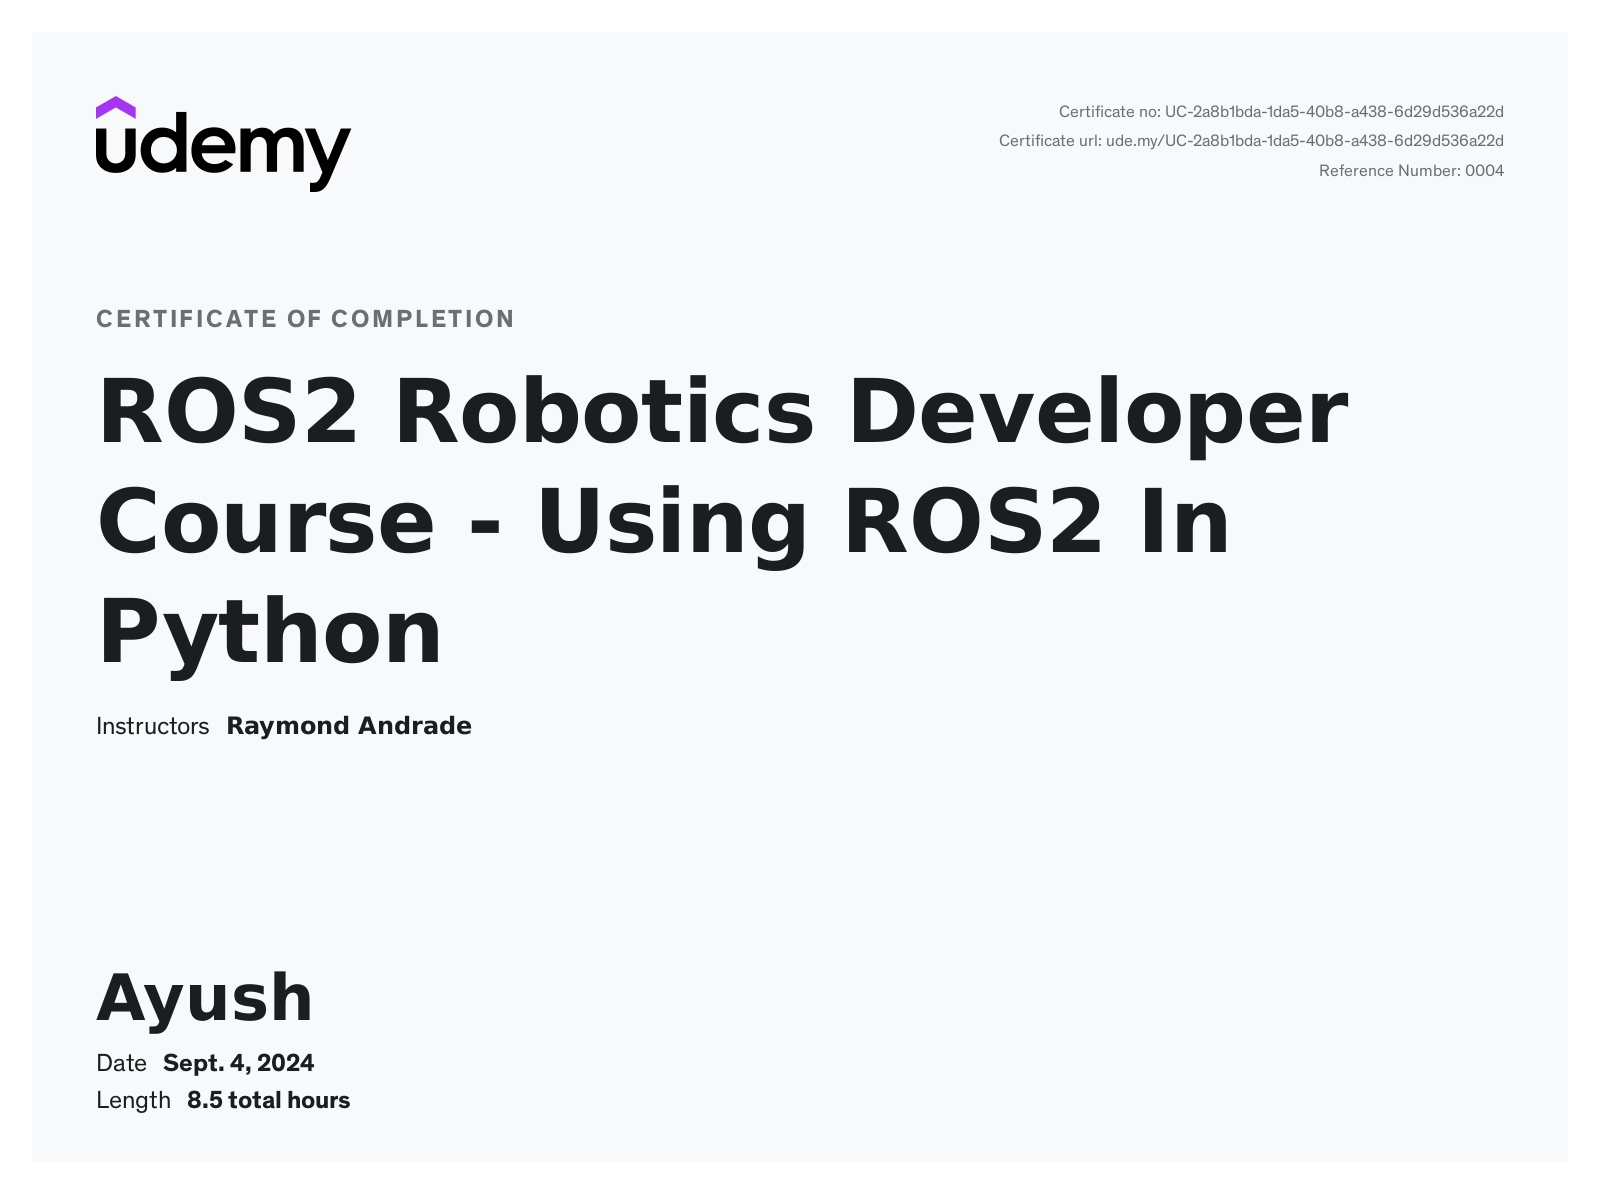 udemy
Certificate no: UC-2a8b1bda-1da5-40b8-a438-6d29d536a22d
Certificate url: ude.my/UC-2a8b1bda-1da5-40b8-a438-6d29d536a22d
Reference Number: 0004
CERTIFICATE OF COMPLETION
ROS2 Robotics Developer
Course - Using ROS2 In
Python
Instructors Raymond Andrade
Ayush
Date Sept. 4, 2024
Length 8.5 total hours